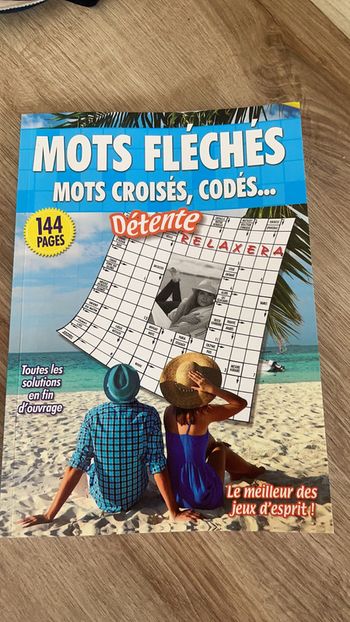 MOTS FLÉCHÉS
MOTS CROISÉS, CODÉS...
Détente
144
PAGES
RELAXERA
Toutes les
solutions
en fin
d'ouvrage
Le meilleur des
jeux d'esprit !